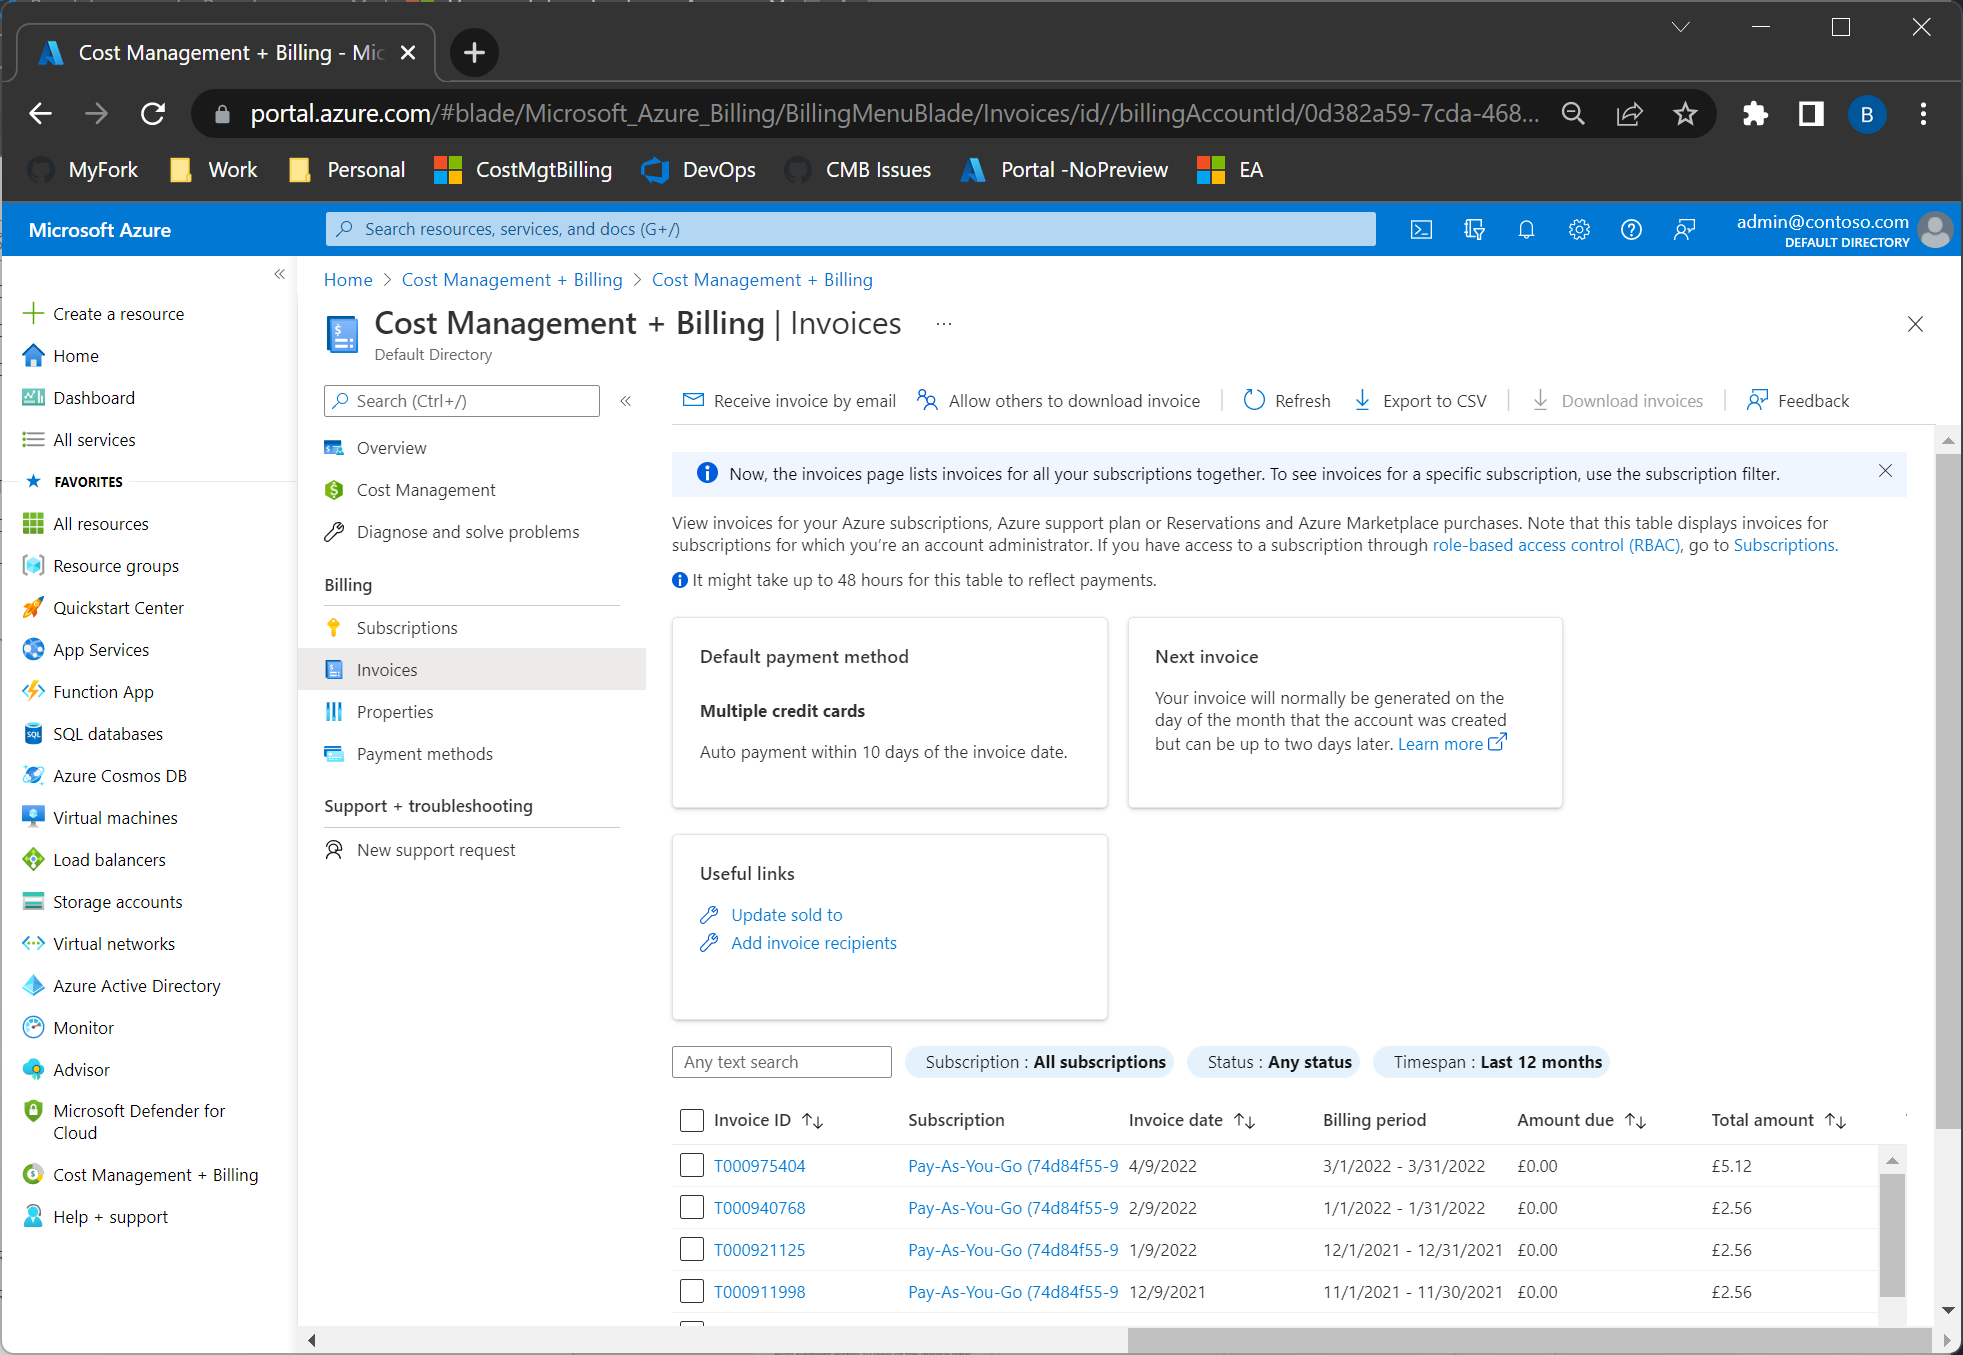 Cost Management + Billing - Mic
portal.azure.com/#blade/Microsoft_Azure_Billing/BillingMenuBlade/Invoices/id//billingAccountId/0d382a59-7cda-468...
B
MyFork
Work
Personal
CostMgtBilling
DevOps
CMB Issues
Portal -NoPreview
EA
Microsoft Azure
Search resources, services, and docs (G+/)
admin@contoso.com
DEFAULT DIRECTORY
Create a resource
Home
Dashboard
All services
FAVORITES
All resources
Resource groups
Quickstart Center
App Services
Function App
SQL databases
Azure Cosmos DB
Virtual machines
Load balancers
Storage accounts
Virtual networks
Azure Active Directory
Monitor
Advisor
Microsoft Defender for
Cloud
Cost Management + Billing
Help + support
Home > Cost Management + Billing > Cost Management + Billing
Cost Management + Billing | Invoices ...
Default Directory
Search (Ctrl+/)
Overview
Cost Management
Diagnose and solve problems
Billing
Subscriptions
Invoices
Properties
Payment methods
Support + troubleshooting
New support request
Receive invoice by email
Allow others to download invoice
Refresh
Export to CSV
Download invoices
Feedback
Now, the invoices page lists invoices for all your subscriptions together. To see invoices for a specific subscription, use the subscription filter.
View invoices for your Azure subscriptions, Azure support plan or Reservations and Azure Marketplace purchases. Note that this table displays invoices for
subscriptions for which you're an account administrator. If you have access to a subscription through role-based access control (RBAC), go to Subscriptions.
It might take up to 48 hours for this table to reflect payments.
Default payment method
Multiple credit cards
Auto payment within 10 days of the invoice date.
Next invoice
Your invoice will normally be generated on the
day of the month that the account was created
but can be up to two days later. Learn more
Useful links
Update sold to
Add invoice recipients
Any text search
Subscription : All subscriptions
Status : Any status
Timespan : Last 12 months
Invoice ID Subscription Invoice date Billing period Amount due Total amount
T000975404 Pay-As-You-Go (74d84f55-9 4/9/2022 3/1/2022 - 3/31/2022 £0.00 £5.12
T000940768 Pay-As-You-Go (74d84f55-9 2/9/2022 1/1/2022 - 1/31/2022 £0.00 £2.56
T000921125 Pay-As-You-Go (74d84f55-9 1/9/2022 12/1/2021 - 12/31/2021 £0.00 £2.56
T000911998 Pay-As-You-Go (74d84f55-9 12/9/2021 11/1/2021 - 11/30/2021 £0.00 £2.56